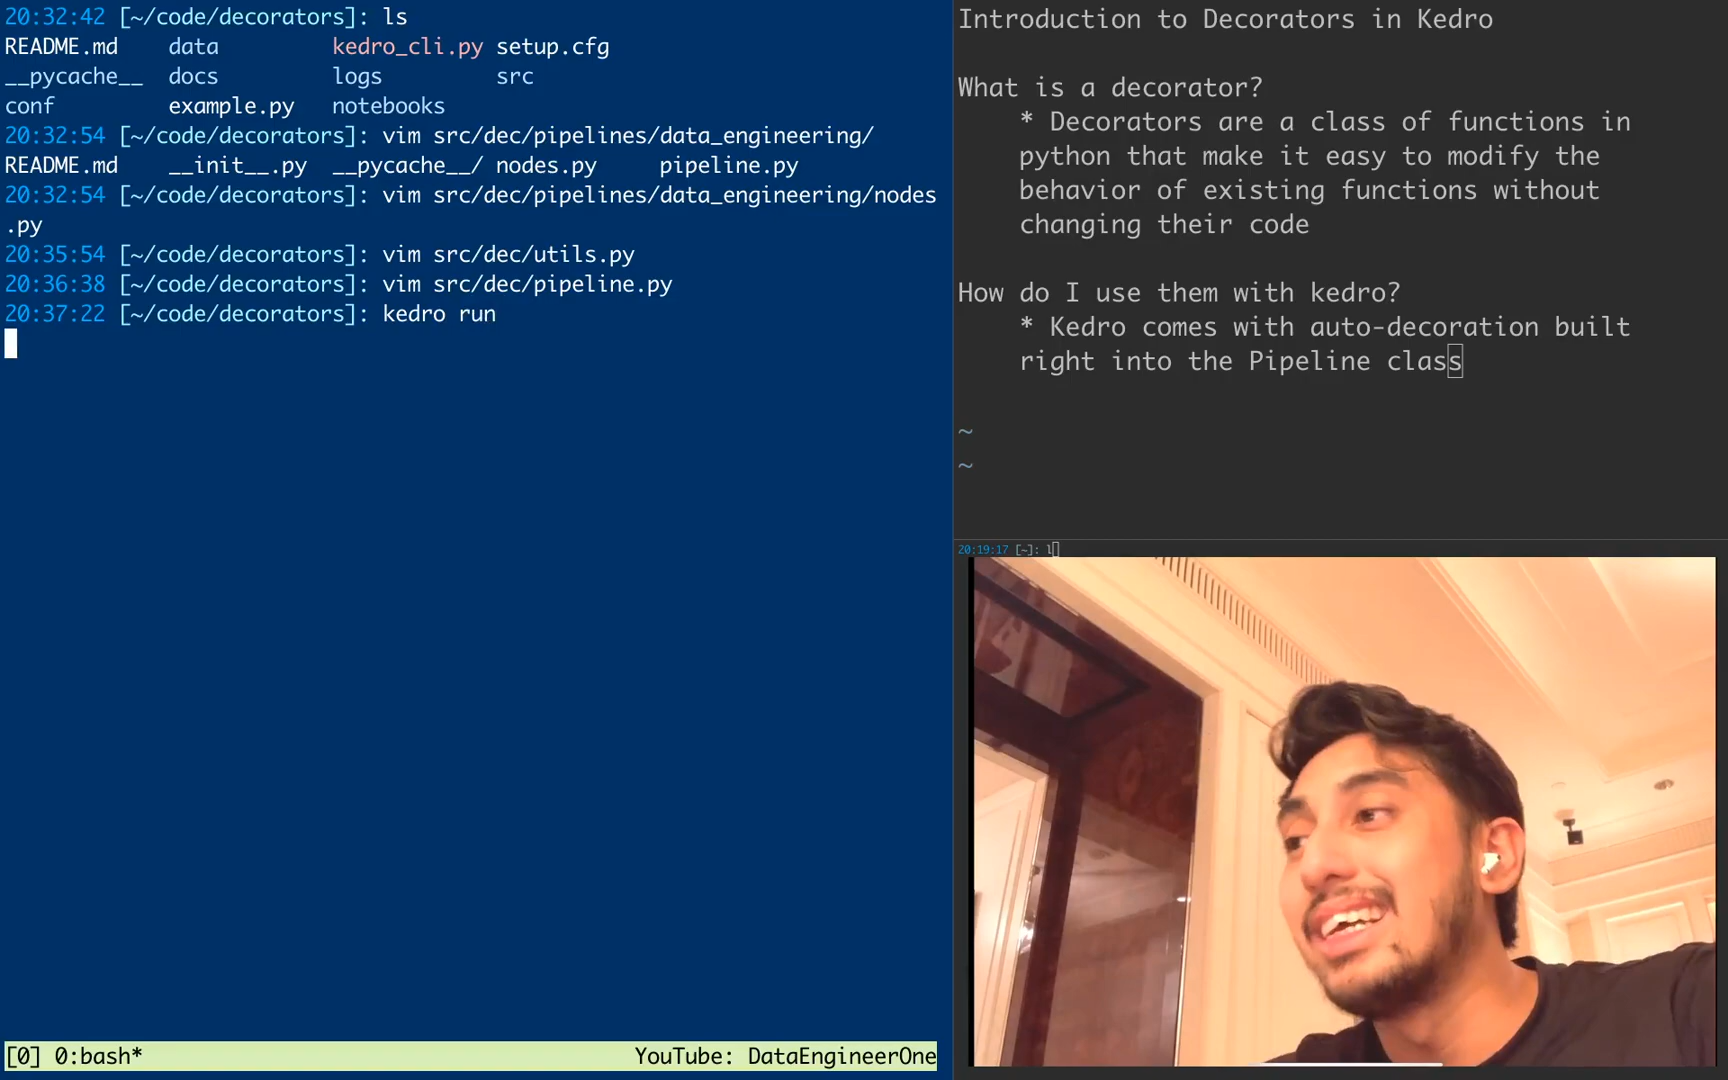 20:32:42 [~/code/decorators]: ls
README.md data kedro_cli.py setup.cfg
__pycache__ docs logs src
conf example.py notebooks
20:32:54 [~/code/decorators]: vim src/dec/pipelines/data_engineering/
README.md __init__.py __pycache__/ nodes.py pipeline.py
20:32:54 [~/code/decorators]: vim src/dec/pipelines/data_engineering/nodes
.py
20:35:54 [~/code/decorators]: vim src/dec/utils.py
20:36:38 [~/code/decorators]: vim src/dec/pipeline.py
20:37:22 [~/code/decorators]: kedro run
[0] 0:bash* YouTube: DataEngineerOne
Introduction to Decorators in Kedro
What is a decorator?
* Decorators are a class of functions in
python that make it easy to modify the
behavior of existing functions without
changing their code
How do I use them with kedro?
* Kedro comes with auto-decoration built
right into the Pipeline class
~
~
20:19:17 [~]: l